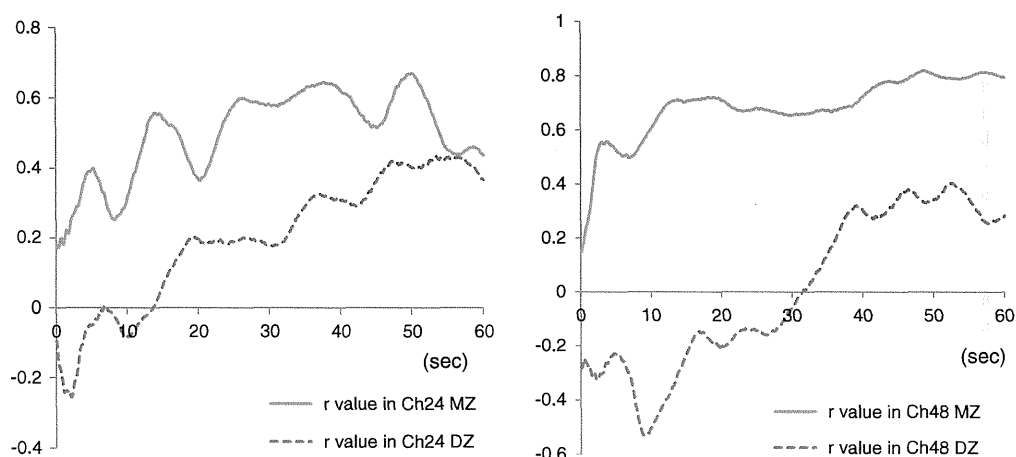 0.8
0.6
0.4
0.2
0
-0.2
-0.4
0 10 20 30 40 50 60
(sec)
r value in Ch24 MZ
r value in Ch24 DZ
1
0.8
0.6
0.4
0.2
0
-0.2
-0.4
-0.6
0 10 20 30 40 50 60
(sec)
r value in Ch48 MZ
r value in Ch48 DZ